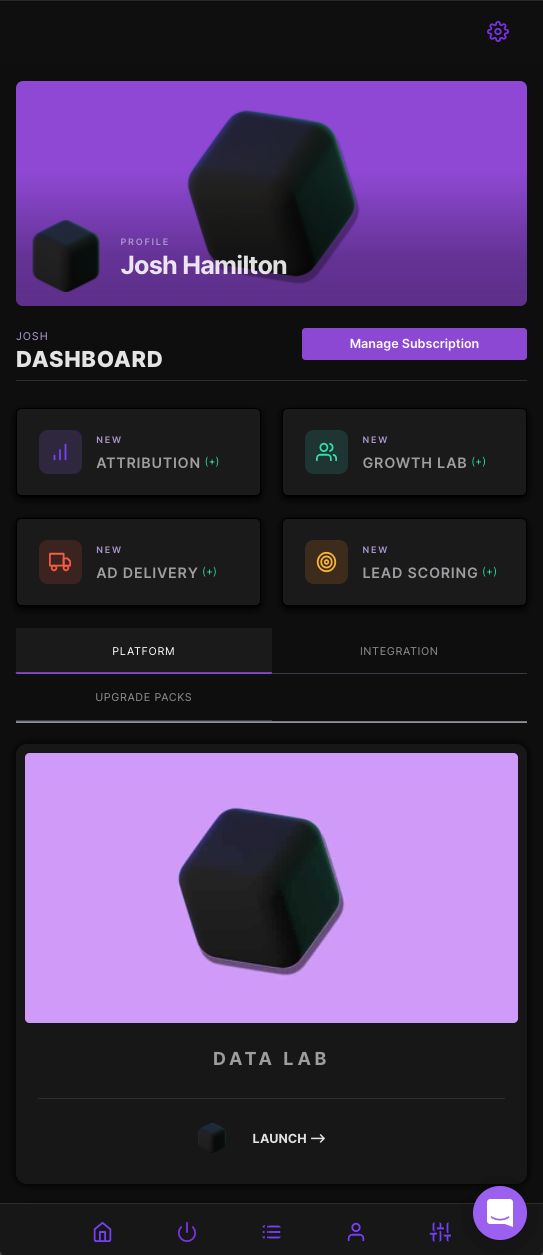 PROFILE
Josh Hamilton
JOSH
DASHBOARD
Manage Subscription
NEW
ATTRIBUTION (+)
NEW
GROWTH LAB (+)
NEW
AD DELIVERY (+)
NEW
LEAD SCORING (+)
PLATFORM
INTEGRATION
UPGRADE PACKS
DATA LAB
LAUNCH →